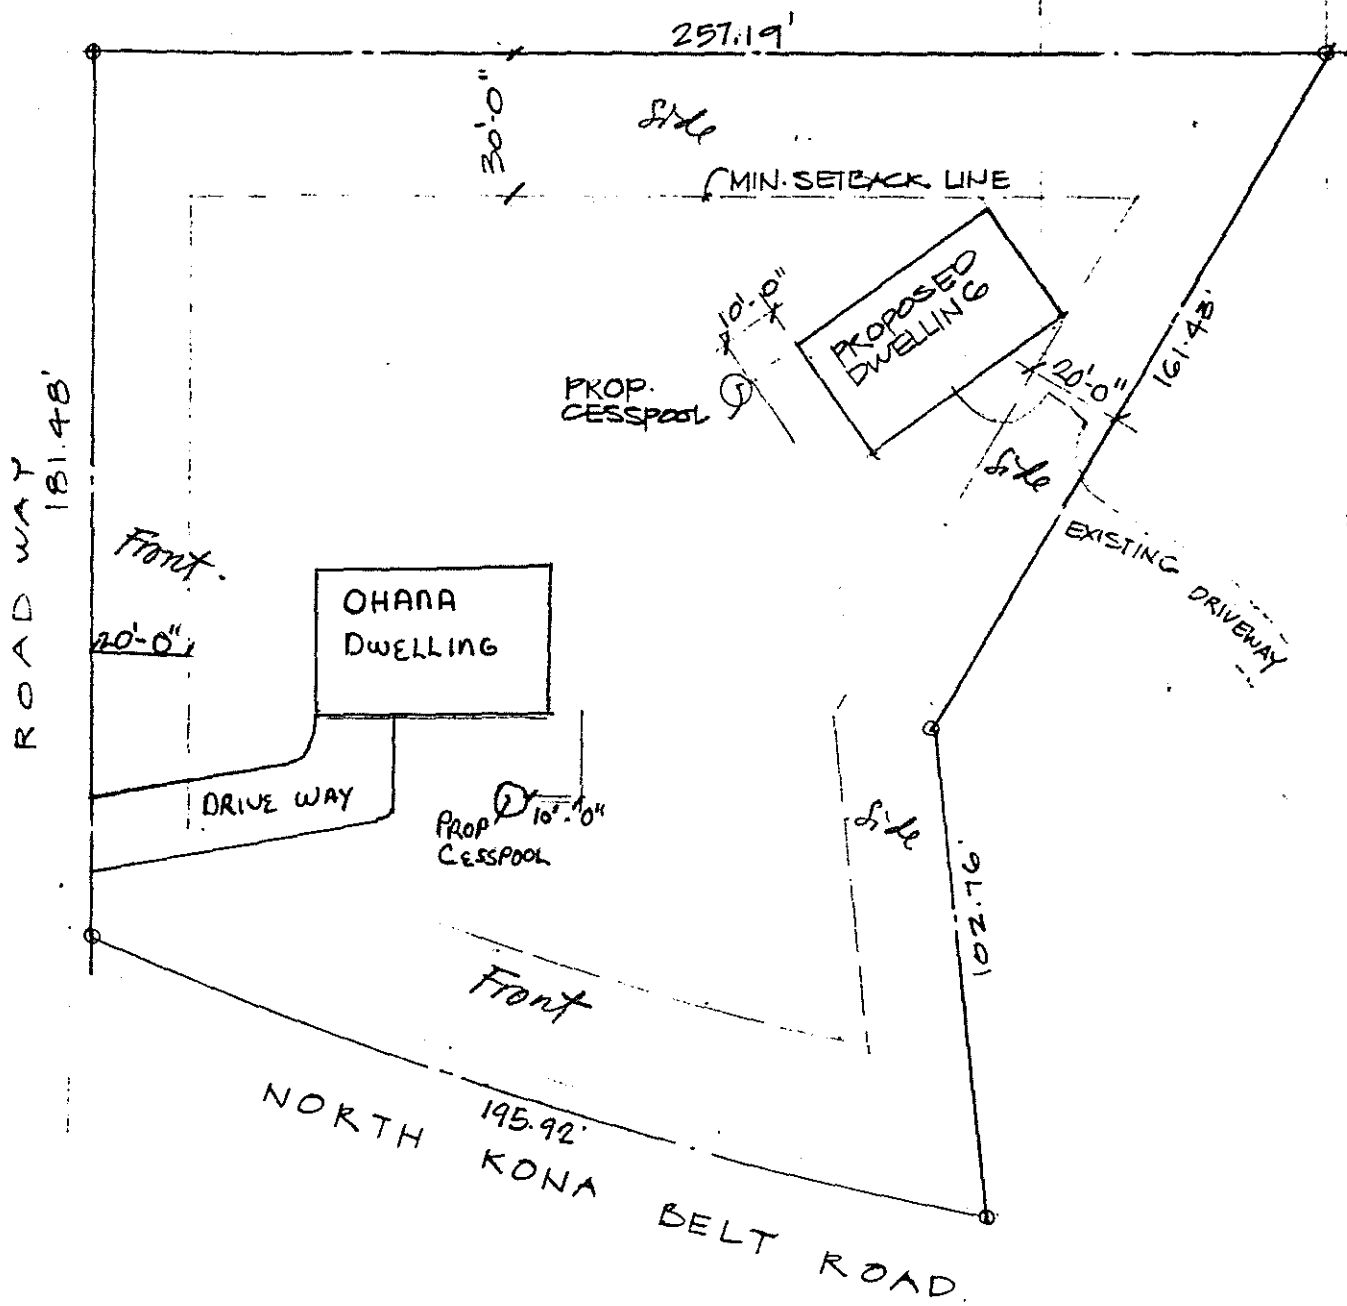 257.19'
30'-0"
Side
MIN. SETBACK LINE
PROPOSED
DWELLING
10'-0"
PROP.
CESSPOOL
20'-0"
161.48'
Side
EXISTING DRIVEWAY
ROAD WAY
181.48'
Front.
20'-0"
OHANA
DWELLING
DRIVE WAY
PROP
CESSPOOL
10'-0"
Side
102.76'
Front
195.92'
NORTH KONA BELT ROAD